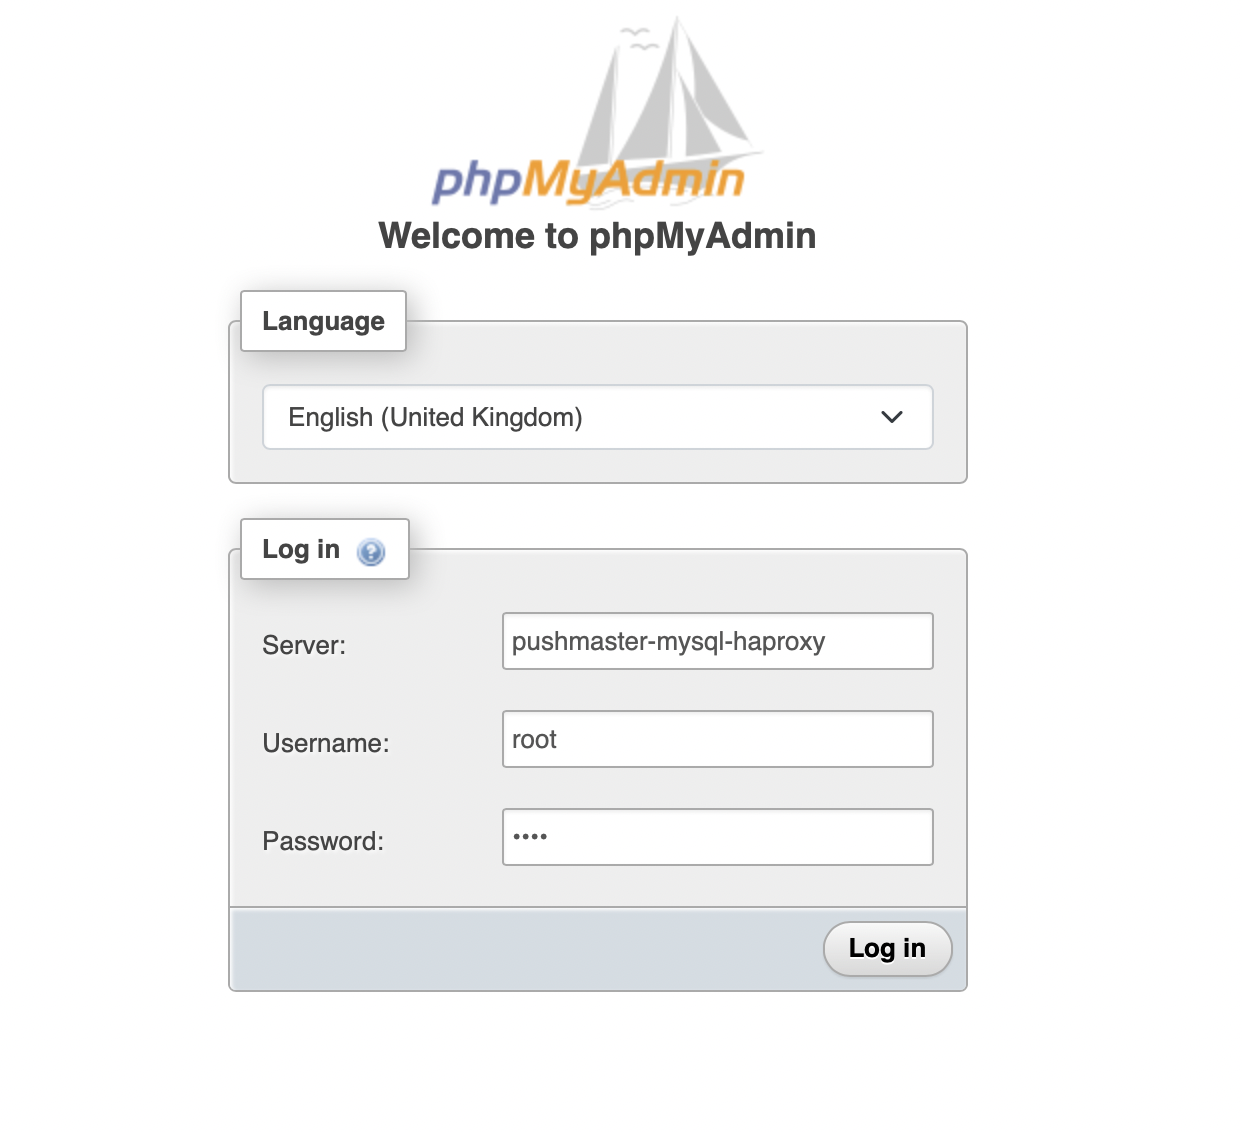 phpMyAdmin
Welcome to phpMyAdmin
Language
English (United Kingdom)
Log in
Server: pushmaster-mysql-haproxy
Username: root
Password: ••••
Log in